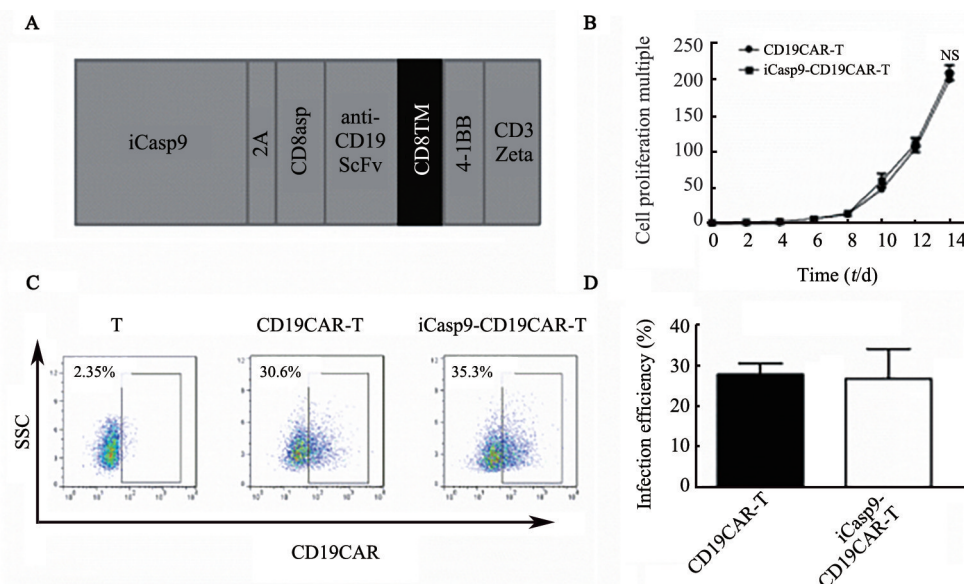 A
iCasp9
2A
CD8asp
anti-
CD19
ScFv
CD8TM
4-1BB
CD3
Zeta
B
Cell proliferation multiple
250
200
150
100
50
0
CD19CAR-T
iCasp9-CD19CAR-T
NS
0 2 4 6 8 10 12 14
Time (t/d)
C
T
CD19CAR-T
iCasp9-CD19CAR-T
SSC
2.35%
30.6%
35.3%
CD19CAR
D
Infection efficiency (%)
40
30
20
10
0
CD19CAR-T
iCasp9-
CD19CAR-T